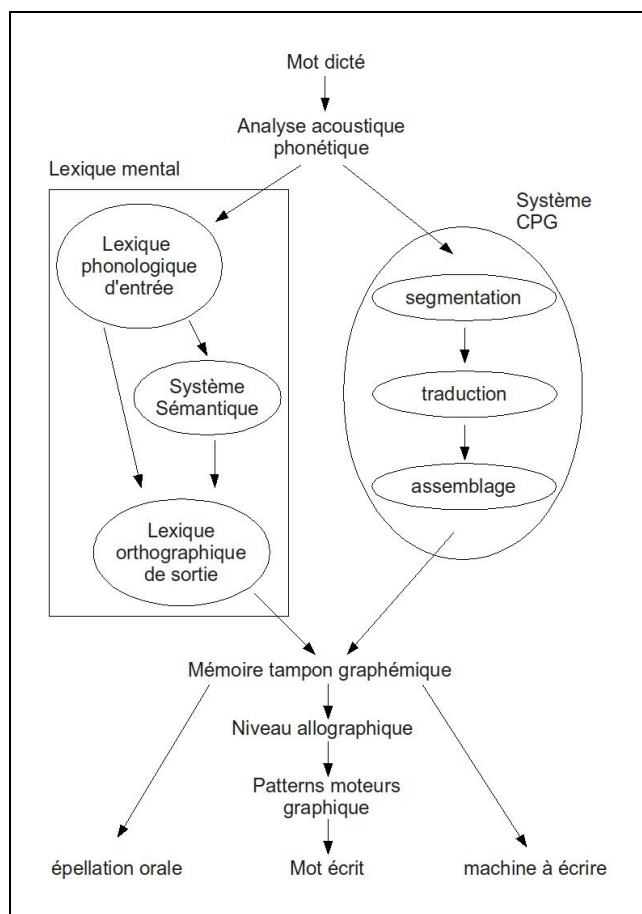 Mot dicté
Analyse acoustique
phonétique
Lexique mental
Système
CPG
Lexique
phonologique
d'entrée
segmentation
Système
Sémantique
traduction
assemblage
Lexique
orthographique
de sortie
Mémoire tampon graphémique
Niveau allographique
Patterns moteurs
graphique
épellation orale
Mot écrit
machine à écrire